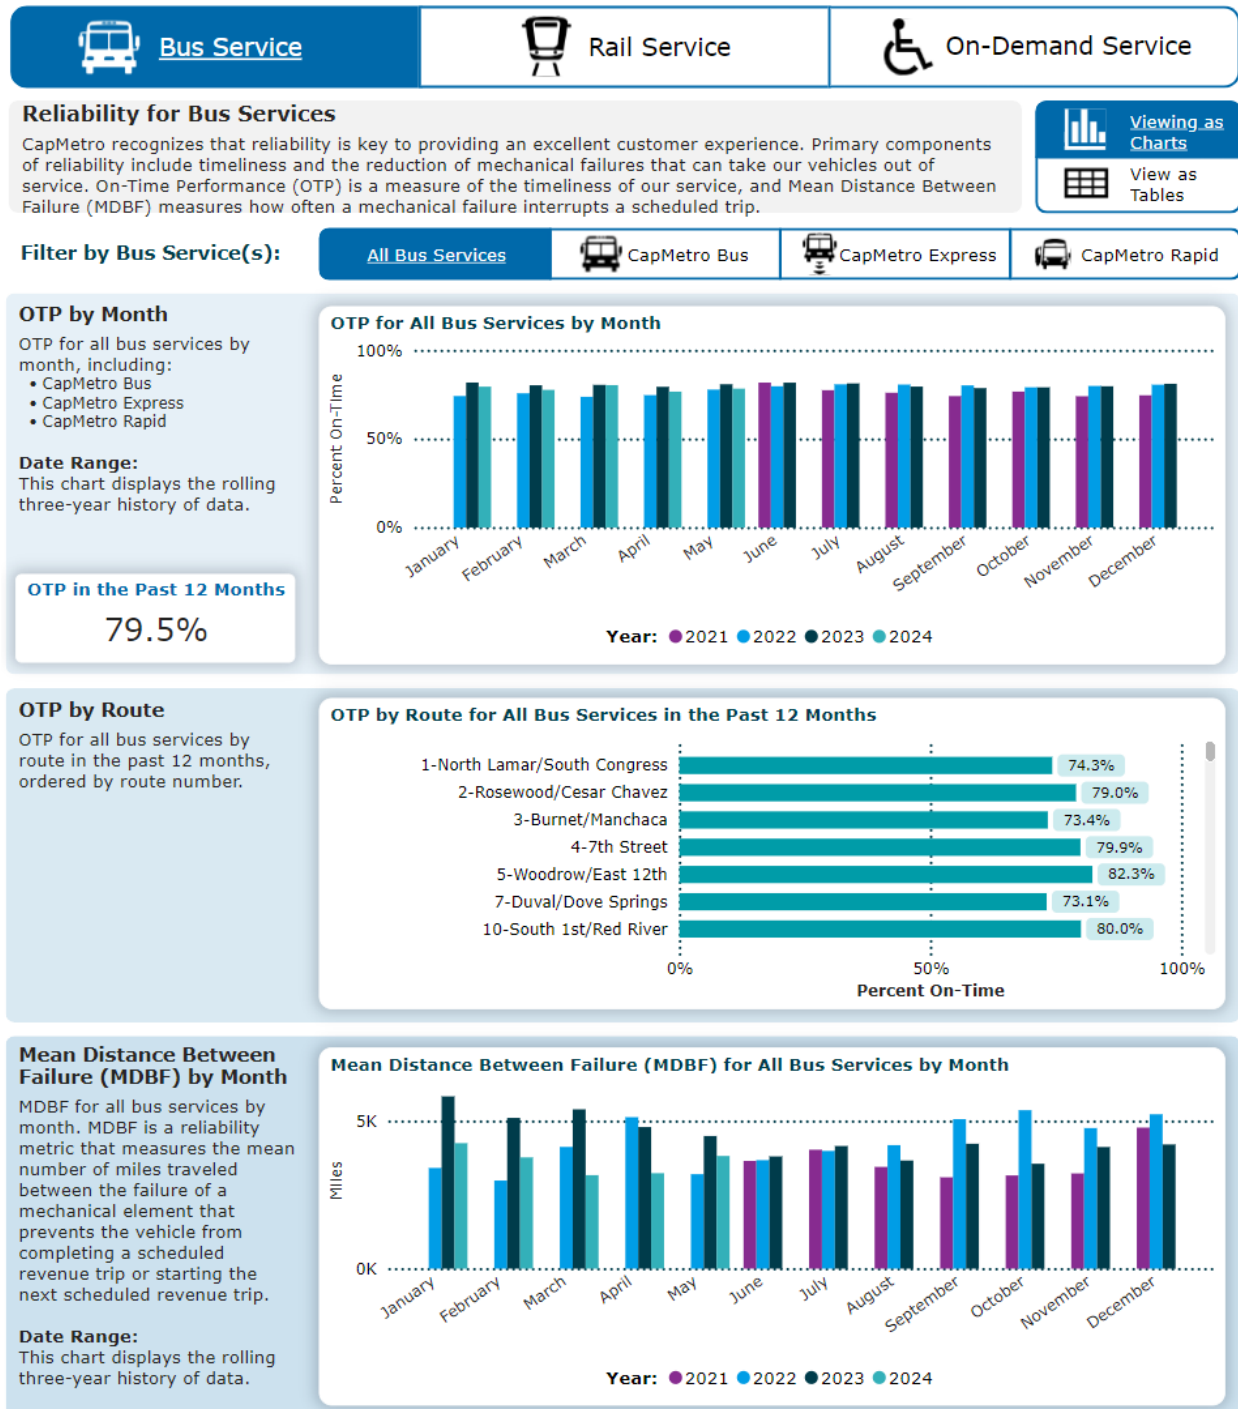 Bus Service
Rail Service
On-Demand Service
Reliability for Bus Services
CapMetro recognizes that reliability is key to providing an excellent customer experience. Primary components
of reliability include timeliness and the reduction of mechanical failures that can take our vehicles out of
service. On-Time Performance (OTP) is a measure of the timeliness of our service, and Mean Distance Between
Failure (MDBF) measures how often a mechanical failure interrupts a scheduled trip.
Viewing as
Charts
View as
Tables
Filter by Bus Service(s):
All Bus Services
CapMetro Bus
CapMetro Express
CapMetro Rapid
OTP by Month
OTP for all bus services by
month, including:
• CapMetro Bus
• CapMetro Express
• CapMetro Rapid
Date Range:
This chart displays the rolling
three-year history of data.
OTP in the Past 12 Months
79.5%
OTP for All Bus Services by Month
100%
50%
0%
Percent On-Time
January
February
March
April
May
June
July
August
September
October
November
December
Year: 2021 2022 2023 2024
OTP by Route
OTP for all bus services by
route in the past 12 months,
ordered by route number.
OTP by Route for All Bus Services in the Past 12 Months
1-North Lamar/South Congress 74.3%
2-Rosewood/Cesar Chavez 79.0%
3-Burnet/Manchaca 73.4%
4-7th Street 79.9%
5-Woodrow/East 12th 82.3%
7-Duval/Dove Springs 73.1%
10-South 1st/Red River 80.0%
0% 50% 100%
Percent On-Time
Mean Distance Between
Failure (MDBF) by Month
MDBF for all bus services by
month. MDBF is a reliability
metric that measures the mean
number of miles traveled
between the failure of a
mechanical element that
prevents the vehicle from
completing a scheduled
revenue trip or starting the
next scheduled revenue trip.
Date Range:
This chart displays the rolling
three-year history of data.
Mean Distance Between Failure (MDBF) for All Bus Services by Month
5K
0K
Miles
January
February
March
April
May
June
July
August
September
October
November
December
Year: 2021 2022 2023 2024